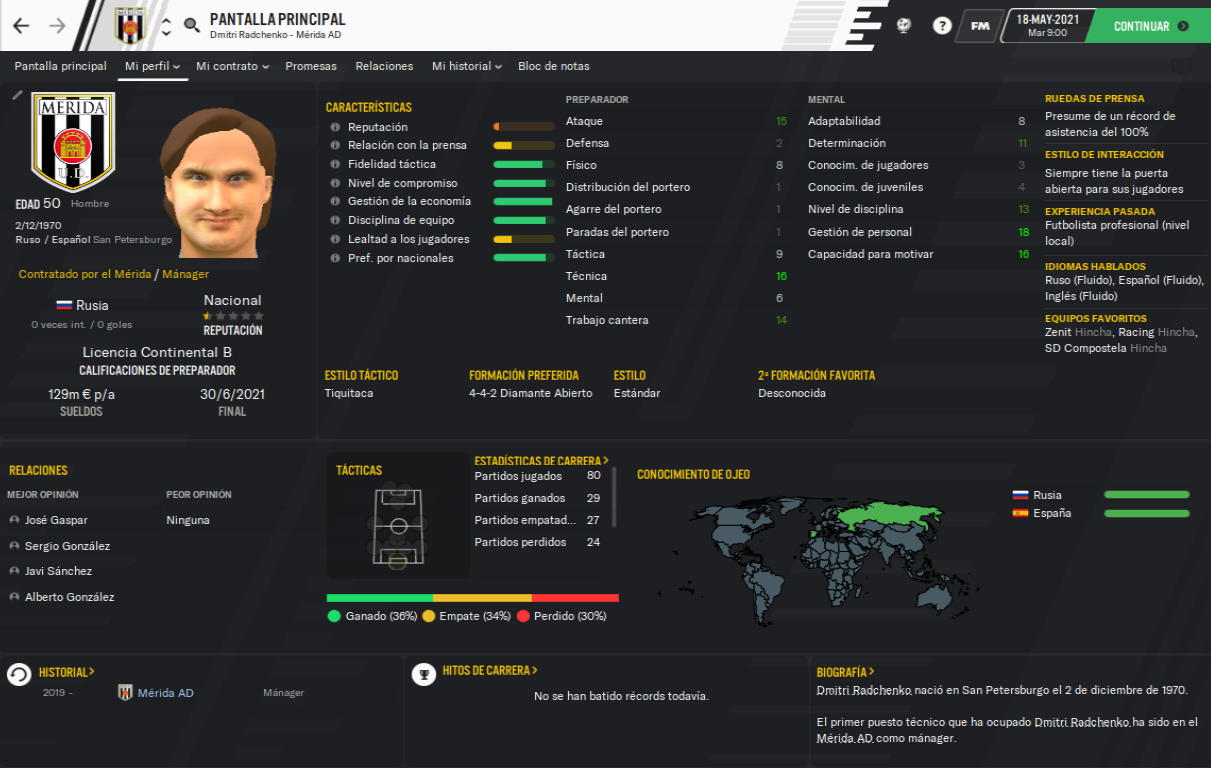 PANTALLA PRINCIPAL
Dmitri Radchenko - Mérida AD
FM
18-MAY-2021
Mar 9:00
CONTINUAR
Pantalla principal
Mi perfil
Mi contrato
Promesas
Relaciones
Mi historial
Bloc de notas
MERIDA
U.D.
EDAD 50 Hombre
2/12/1970
Ruso / Español San Petersburgo
Contratado por el Mérida / Mánager
Rusia
0 veces int. / 0 goles
Nacional
REPUTACIÓN
Licencia Continental B
CALIFICACIONES DE PREPARADOR
129m € p/a
SUELDOS
30/6/2021
FINAL
CARACTERÍSTICAS
Reputación
Relación con la prensa
Fidelidad táctica
Nivel de compromiso
Gestión de la economía
Disciplina de equipo
Lealtad a los jugadores
Pref. por nacionales
PREPARADOR
Ataque 15
Defensa 2
Físico 8
Distribución del portero 1
Agarre del portero 1
Paradas del portero 1
Táctica 9
Técnica 16
Mental 6
Trabajo cantera 14
MENTAL
Adaptabilidad 8
Determinación 11
Conocim. de jugadores 3
Conocim. de juveniles 4
Nivel de disciplina 13
Gestión de personal 18
Capacidad para motivar 16
RUEDAS DE PRENSA
Presume de un récord de
asistencia del 100%
ESTILO DE INTERACCIÓN
Siempre tiene la puerta
abierta para sus jugadores
EXPERIENCIA PASADA
Futbolista profesional (nivel
local)
IDIOMAS HABLADOS
Ruso (Fluido), Español (Fluido),
Inglés (Fluido)
EQUIPOS FAVORITOS
Zenit Hincha, Racing Hincha,
SD Compostela Hincha
ESTILO TÁCTICO
Tiquitaca
FORMACIÓN PREFERIDA
4-4-2 Diamante Abierto
ESTILO
Estándar
2ª FORMACIÓN FAVORITA
Desconocida
RELACIONES
MEJOR OPINIÓN
José Gaspar
Sergio González
Javi Sánchez
Alberto González
PEOR OPINIÓN
Ninguna
TÁCTICAS
ESTADÍSTICAS DE CARRERA >
Partidos jugados 80
Partidos ganados 29
Partidos empatad... 27
Partidos perdidos 24
Ganado (36%) Empate (34%) Perdido (30%)
CONOCIMIENTO DE OJEO
Rusia
España
HISTORIAL >
2019 - Mérida AD Mánager
HITOS DE CARRERA >
No se han batido récords todavía.
BIOGRAFÍA >
Dmitri Radchenko nació en San Petersburgo el 2 de diciembre de 1970.
El primer puesto técnico que ha ocupado Dmitri Radchenko ha sido en el
Mérida AD como mánager.